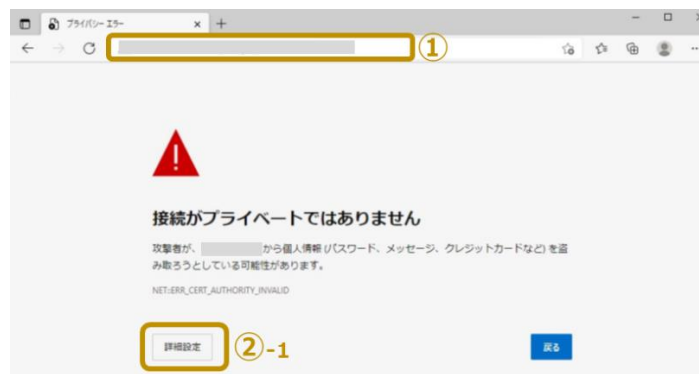 プライバシー エラー
①
接続がプライベートではありません
攻撃者が、 から個人情報 (パスワード、メッセージ、クレジットカードなど) を盗
み取ろうとしている可能性があります。
NET::ERR_CERT_AUTHORITY_INVALID
詳細設定
②-1
戻る